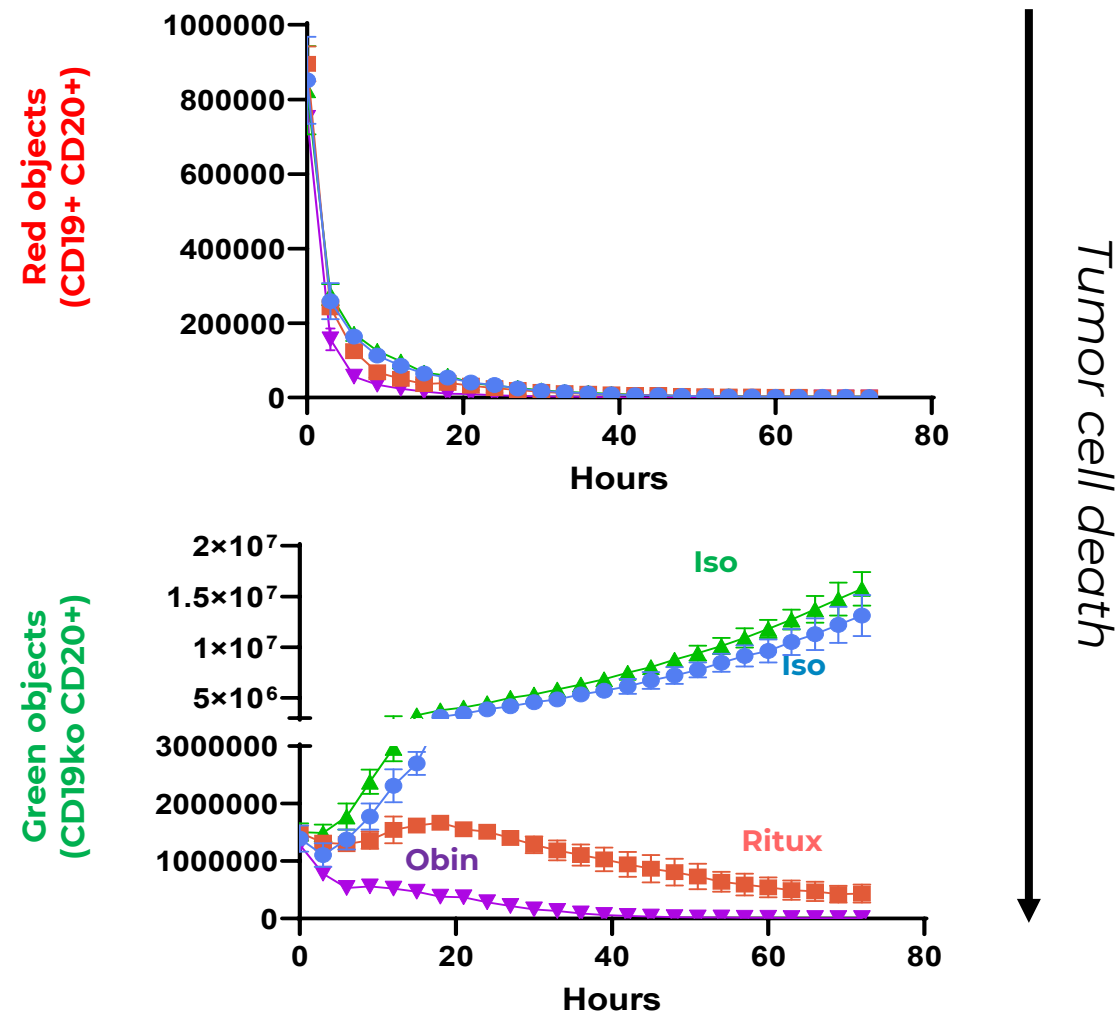 Red objects
(CD19+ CD20+)
1000000
800000
600000
400000
200000
0
0 20 40 60 80
Hours
Tumor cell death
Green objects
(CD19ko CD20+)
2×10⁷
1.5×10⁷
1×10⁷
5×10⁶
3000000
2000000
1000000
0
Iso
Iso
Ritux
Obin
0 20 40 60 80
Hours